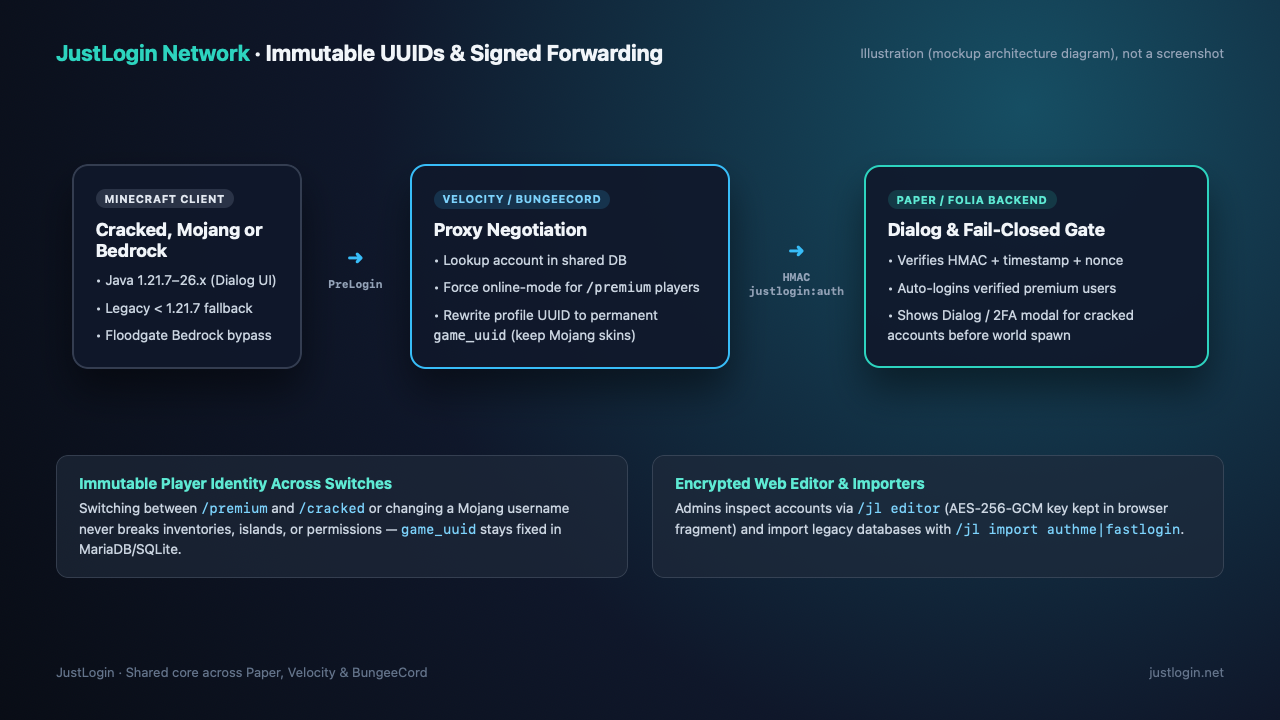 JustLogin Network · Immutable UUIDs & Signed Forwarding
Illustration (mockup architecture diagram), not a screenshot
MINECRAFT CLIENT
Cracked, Mojang or
Bedrock
• Java 1.21.7–26.x (Dialog UI)
• Legacy < 1.21.7 fallback
• Floodgate Bedrock bypass
➜
PreLogin
VELOCITY / BUNGEECORD
Proxy Negotiation
• Lookup account in shared DB
• Force online-mode for /premium players
• Rewrite profile UUID to permanent
game_uuid (keep Mojang skins)
➜
HMAC
justlogin:auth
PAPER / FOLIA BACKEND
Dialog & Fail-Closed Gate
• Verifies HMAC + timestamp + nonce
• Auto-logins verified premium users
• Shows Dialog / 2FA modal for cracked
accounts before world spawn
Immutable Player Identity Across Switches
Switching between /premium and /cracked or changing a Mojang username
never breaks inventories, islands, or permissions — game_uuid stays fixed in
MariaDB/SQLite.
Encrypted Web Editor & Importers
Admins inspect accounts via /jl editor (AES-256-GCM key kept in browser
fragment) and import legacy databases with /jl import authme|fastlogin.
JustLogin · Shared core across Paper, Velocity & BungeeCord
justlogin.net